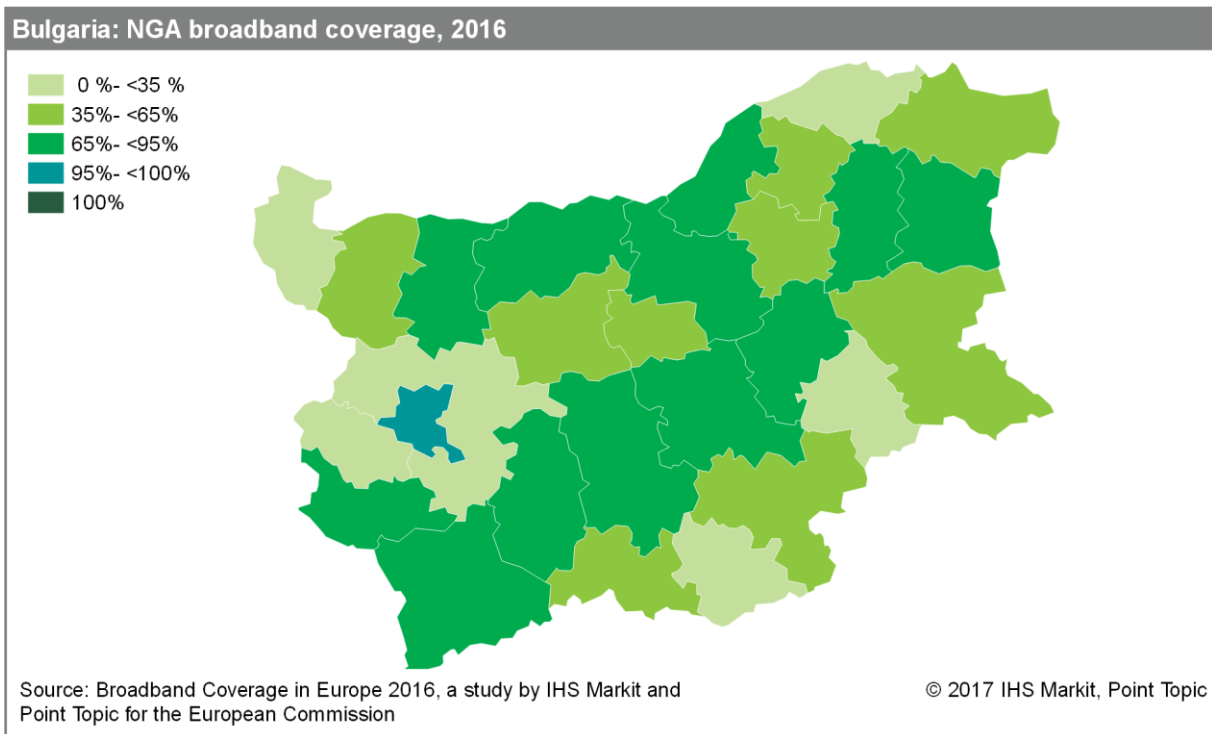 Bulgaria: NGA broadband coverage, 2016
0 %- <35 %
35%- <65%
65%- <95%
95%- <100%
100%
Source: Broadband Coverage in Europe 2016, a study by IHS Markit and
Point Topic for the European Commission
© 2017 IHS Markit, Point Topic